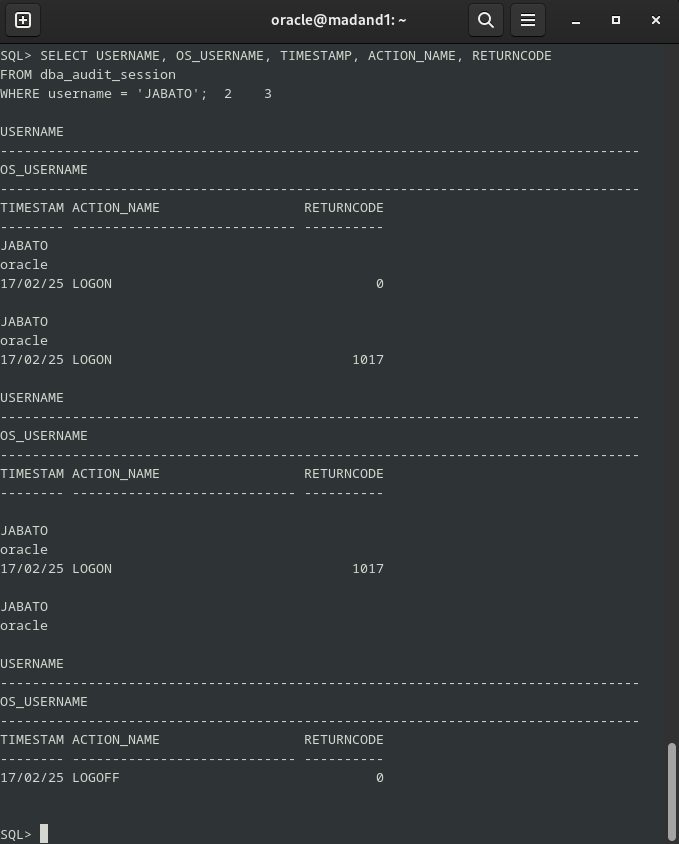 oracle@madand1: ~
SQL> SELECT USERNAME, OS_USERNAME, TIMESTAMP, ACTION_NAME, RETURNCODE
FROM dba_audit_session
WHERE username = 'JABATO';  2    3

USERNAME
--------------------------------------------------------------------------------
OS_USERNAME
--------------------------------------------------------------------------------
TIMESTAM ACTION_NAME                  RETURNCODE
-------- ---------------------------- ----------
JABATO
oracle
17/02/25 LOGON                                 0

JABATO
oracle
17/02/25 LOGON                              1017

USERNAME
--------------------------------------------------------------------------------
OS_USERNAME
--------------------------------------------------------------------------------
TIMESTAM ACTION_NAME                  RETURNCODE
-------- ---------------------------- ----------

JABATO
oracle
17/02/25 LOGON                              1017

JABATO
oracle

USERNAME
--------------------------------------------------------------------------------
OS_USERNAME
--------------------------------------------------------------------------------
TIMESTAM ACTION_NAME                  RETURNCODE
-------- ---------------------------- ----------
17/02/25 LOGOFF                                0


SQL>